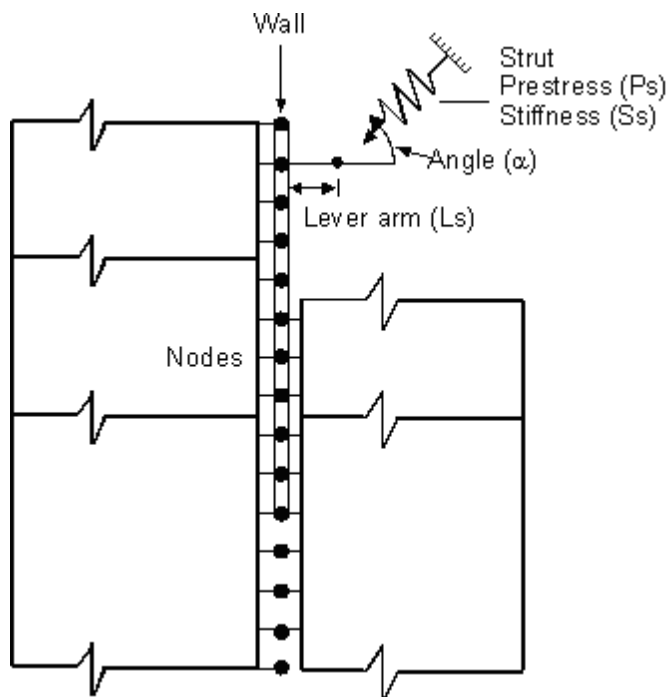 Wall
Strut
Prestress (Ps)
Stiffness (Ss)
Angle (α)
Lever arm (Ls)
Nodes